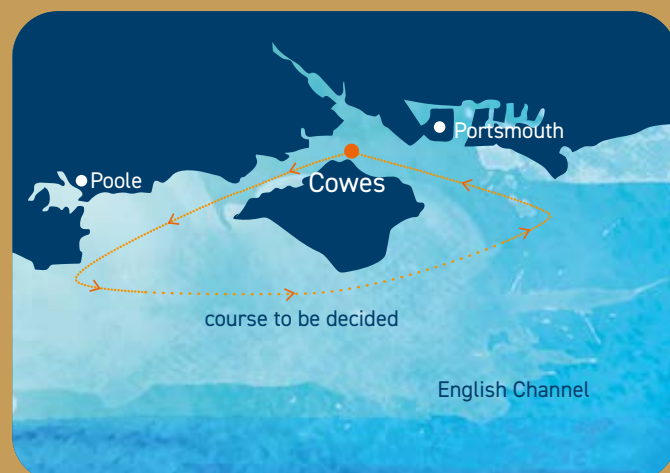 Portsmouth
Poole
Cowes
course to be decided
English Channel